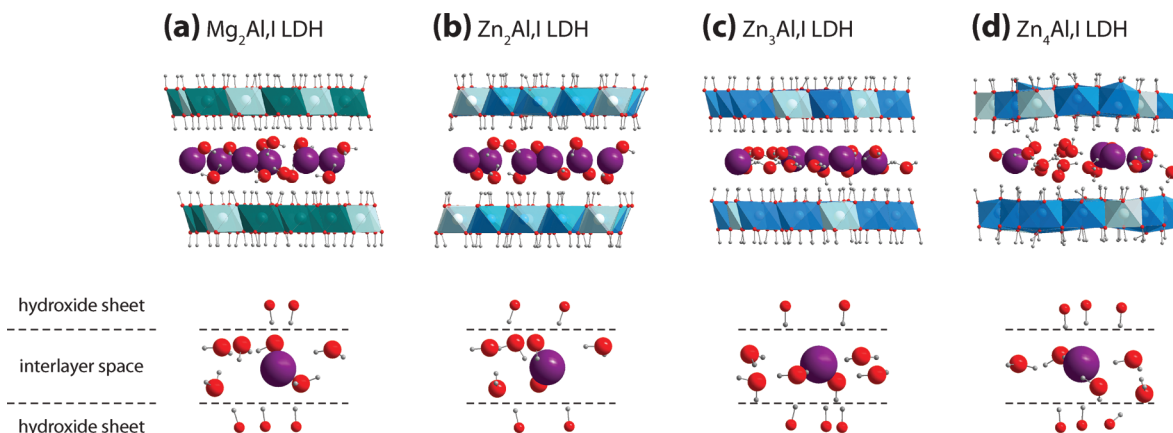 (a) Mg₂Al,I LDH
(b) Zn₂Al,I LDH
(c) Zn₃Al,I LDH
(d) Zn₄Al,I LDH
hydroxide sheet
interlayer space
hydroxide sheet